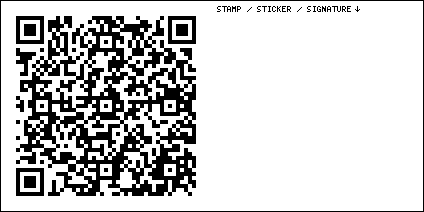 STAMP / STICKER / SIGNATURE ↓